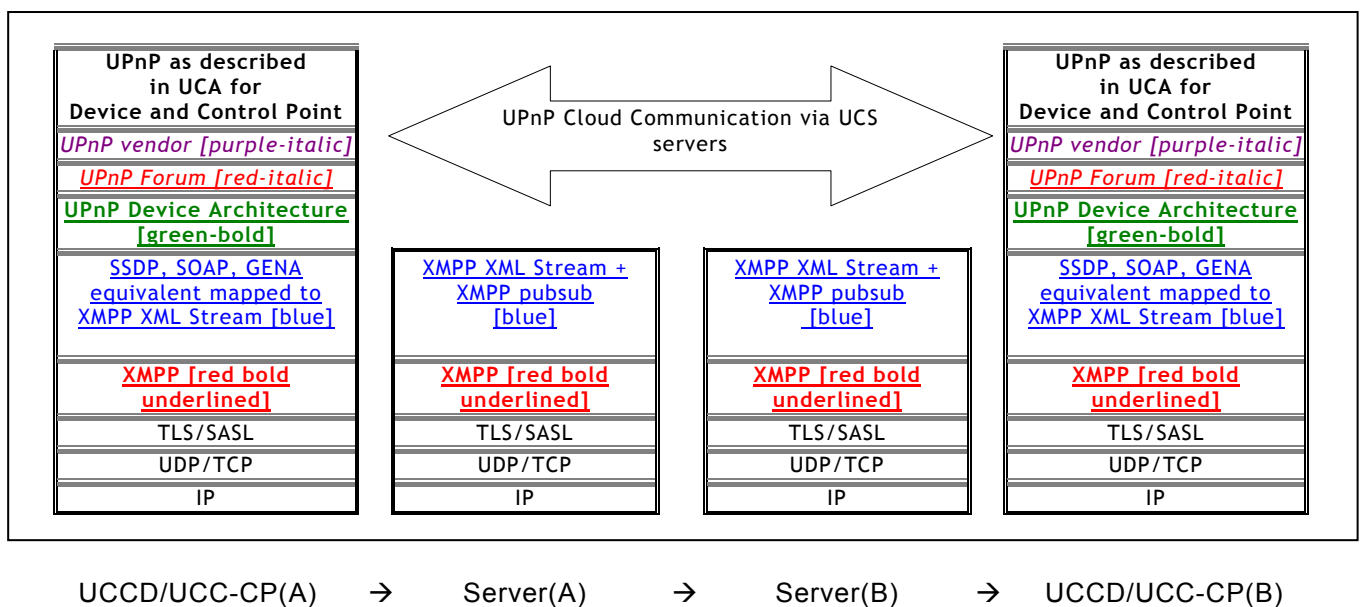 UPnP as described
in UCA for
Device and Control Point
UPnP vendor [purple-italic]
UPnP Forum [red-italic]
UPnP Device Architecture
[green-bold]
SSDP, SOAP, GENA
equivalent mapped to
XMPP XML Stream [blue]
XMPP [red bold
underlined]
TLS/SASL
UDP/TCP
IP
UPnP Cloud Communication via UCS
servers
XMPP XML Stream +
XMPP pubsub
[blue]
XMPP [red bold
underlined]
TLS/SASL
UDP/TCP
IP
XMPP XML Stream +
XMPP pubsub
[blue]
XMPP [red bold
underlined]
TLS/SASL
UDP/TCP
IP
UPnP as described
in UCA for
Device and Control Point
UPnP vendor [purple-italic]
UPnP Forum [red-italic]
UPnP Device Architecture
[green-bold]
SSDP, SOAP, GENA
equivalent mapped to
XMPP XML Stream [blue]
XMPP [red bold
underlined]
TLS/SASL
UDP/TCP
IP
UCCD/UCC-CP(A) → Server(A) → Server(B) → UCCD/UCC-CP(B)